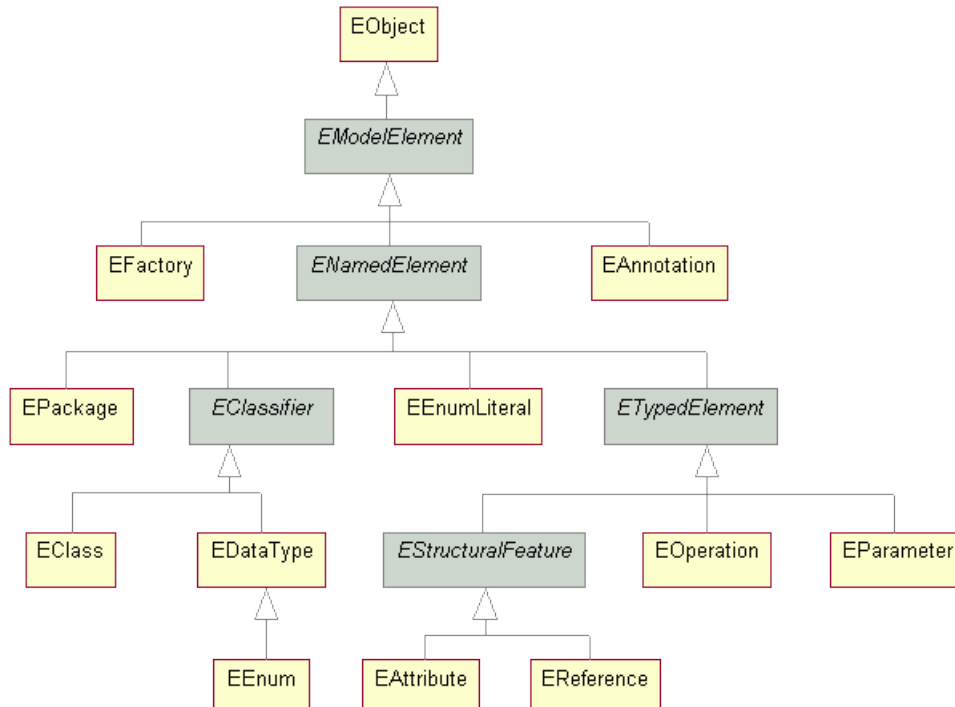 EObject
EModelElement
EFactory
ENamedElement
EAnnotation
EPackage
EClassifier
EEnumLiteral
ETypedElement
EClass
EDataType
EStructuralFeature
EOperation
EParameter
EEnum
EAttribute
EReference